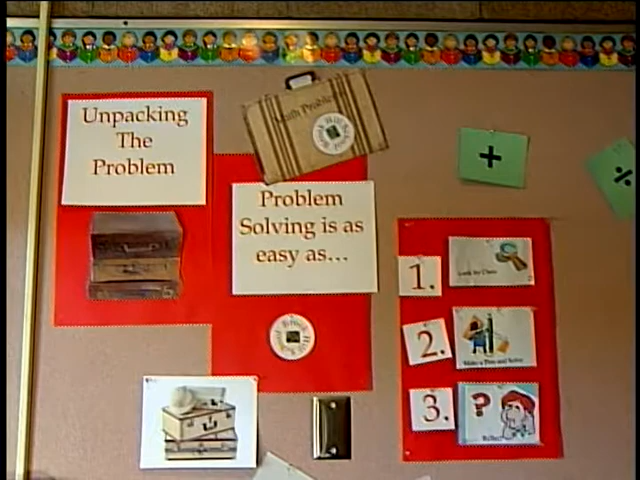 Unpacking
The
Problem
Math Problem
Problem
Solving is as
easy as...
+
÷
1.
Look for Clues
2.
Make a Plan and Solve
3.
Reflect